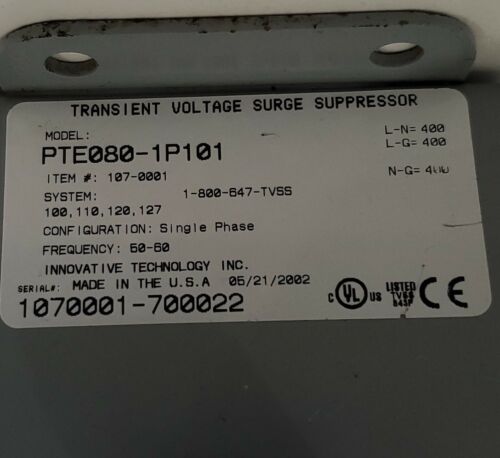 TRANSIENT VOLTAGE SURGE SUPPRESSOR
MODEL: L-N= 400
PTE080-1P101 L-G= 400
ITEM #: 107-0001 N-G= 400
SYSTEM: 1-800-647-TVSS
100,110,120,127
CONFIGURATION: Single Phase
FREQUENCY: 50-60
INNOVATIVE TECHNOLOGY INC.
SERIAL#: MADE IN THE U.S.A 05/21/2002
1070001-700022
C UL US LISTED TVSS CE